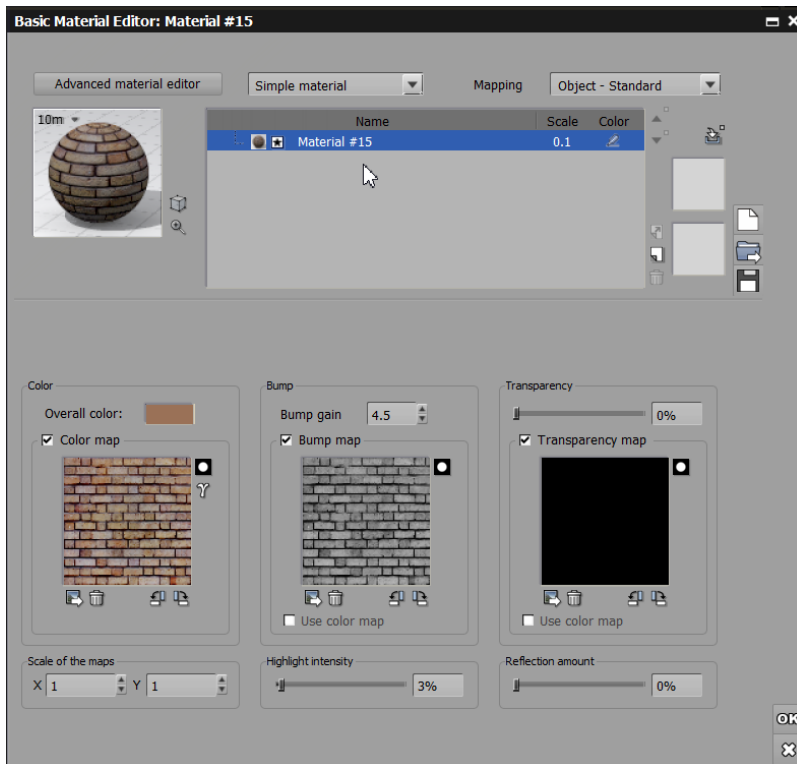 Basic Material Editor: Material #15
Advanced material editor
Simple material
Mapping
Object - Standard
10m
Name Scale Color
Material #15 0.1
Color
Overall color:
Color map
Bump
Bump gain 4.5
Bump map
Use color map
Transparency
0%
Transparency map
Use color map
Scale of the maps
X 1 Y 1
Highlight intensity
3%
Reflection amount
0%
OK